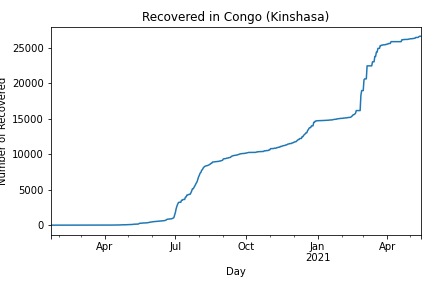 Recovered in Congo (Kinshasa)
Number of Recovered
25000
20000
15000
10000
5000
0
Apr
Jul
Oct
Jan
2021
Apr
Day